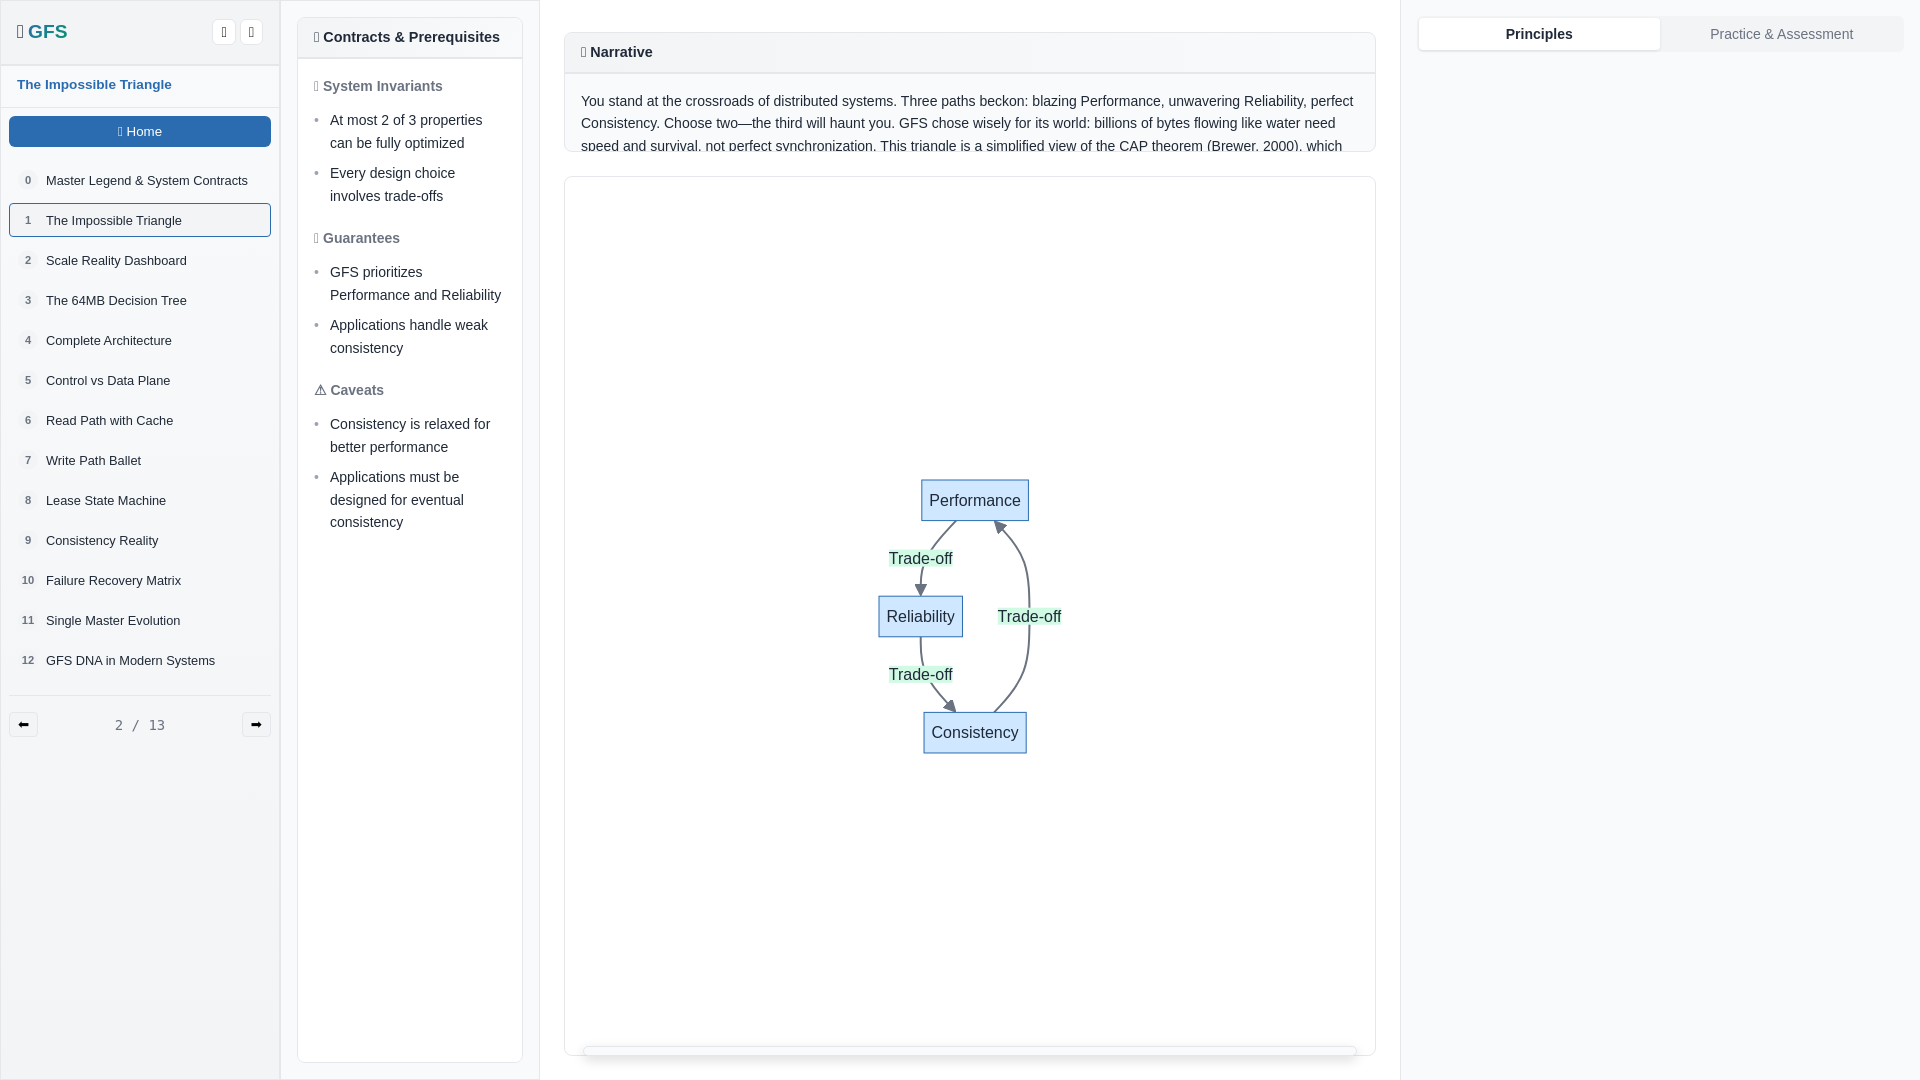 GFS
The Impossible Triangle
Home
0 Master Legend & System Contracts
1 The Impossible Triangle
2 Scale Reality Dashboard
3 The 64MB Decision Tree
4 Complete Architecture
5 Control vs Data Plane
6 Read Path with Cache
7 Write Path Ballet
8 Lease State Machine
9 Consistency Reality
10 Failure Recovery Matrix
11 Single Master Evolution
12 GFS DNA in Modern Systems
⬅ 2 / 13 ➡
Contracts & Prerequisites
System Invariants
• At most 2 of 3 properties
can be fully optimized
• Every design choice
involves trade-offs
Guarantees
• GFS prioritizes
Performance and Reliability
• Applications handle weak
consistency
⚠ Caveats
• Consistency is relaxed for
better performance
• Applications must be
designed for eventual
consistency
Narrative
You stand at the crossroads of distributed systems. Three paths beckon: blazing Performance, unwavering Reliability, perfect
Consistency. Choose two—the third will haunt you. GFS chose wisely for its world: billions of bytes flowing like water need
speed and survival, not perfect synchronization. This triangle is a simplified view of the CAP theorem (Brewer, 2000), which
Performance
Trade-off
Reliability
Trade-off
Trade-off
Consistency
Principles
Practice & Assessment